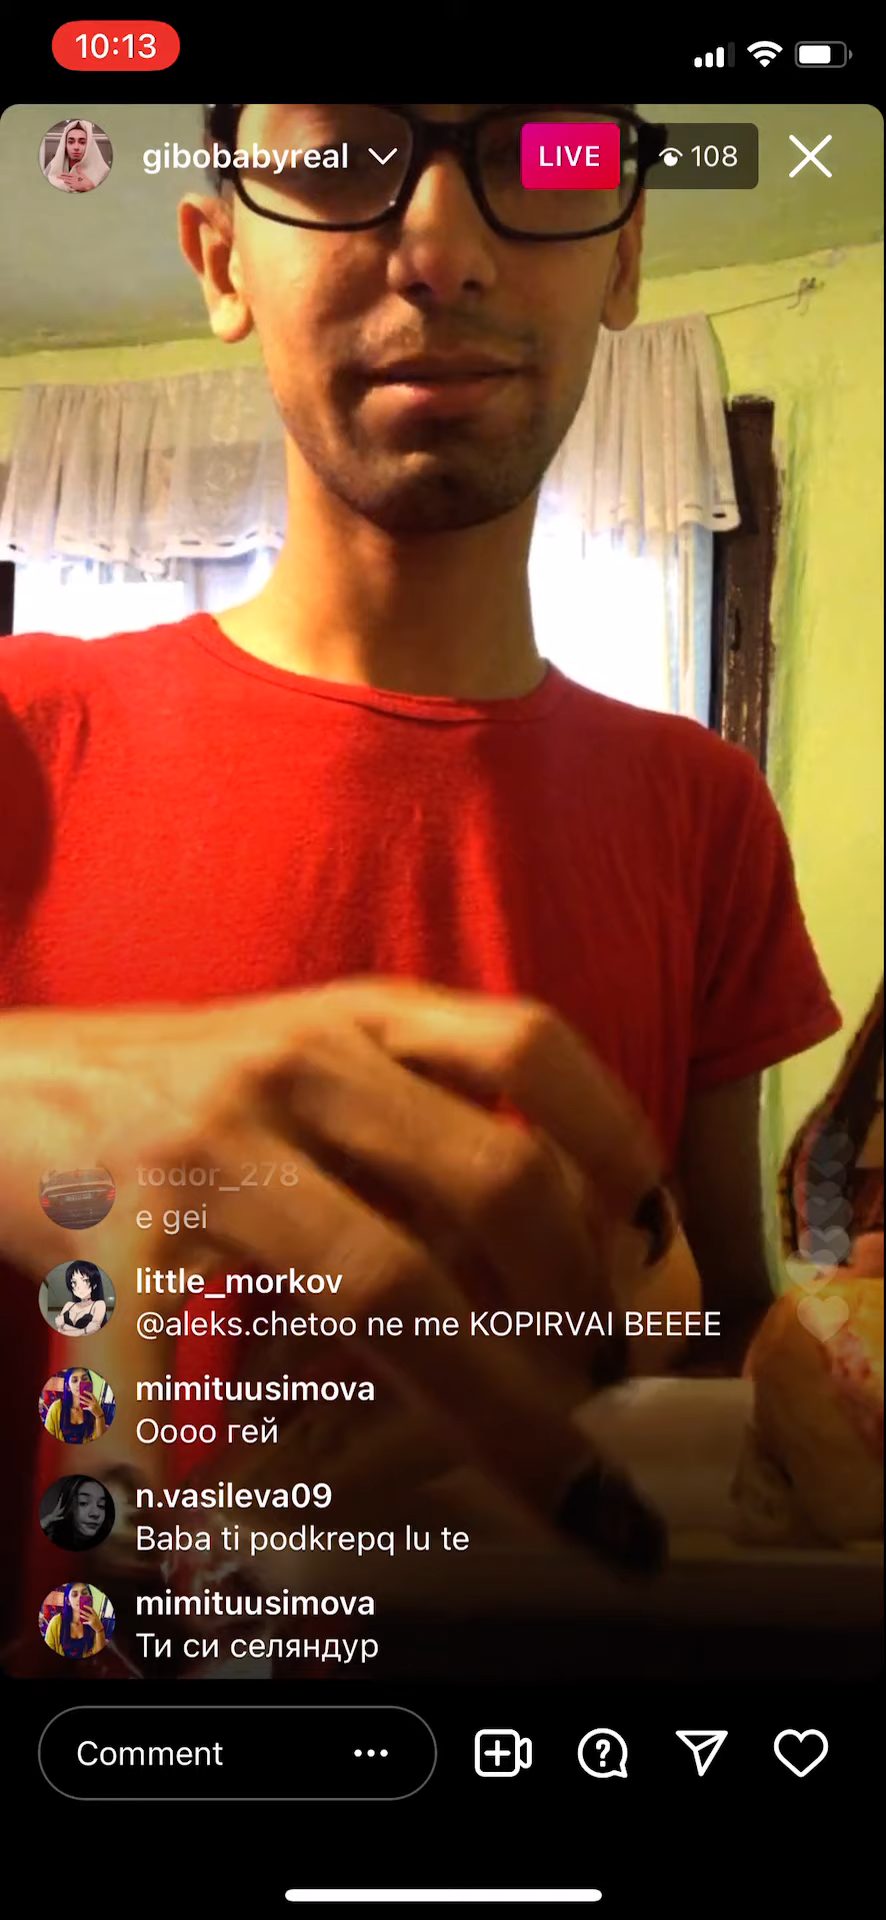 10:13
gibobabyreal
LIVE
108
todor_278
e gei
little_morkov
@aleks.chetoo ne me KOPIRVAI BEEEE
mimituusimova
Оооо гей
n.vasileva09
Baba ti podkrepq lu te
mimituusimova
Ти си селяндур
Comment